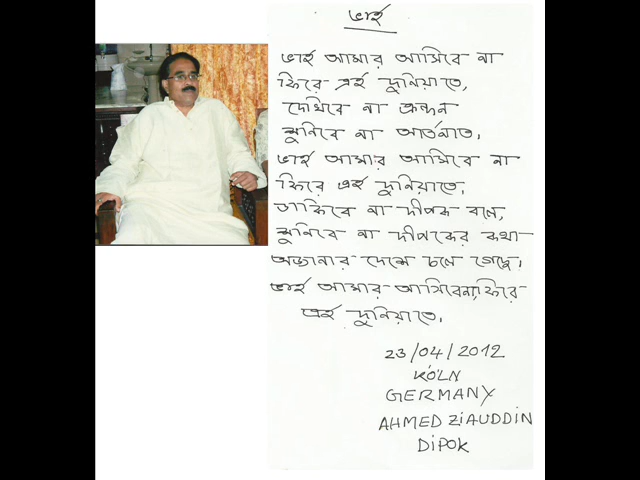 ভাই
ভাই আমার আসিবে না
ফিরে এই দুনিয়াতে,
দেখিবে না ক্রন্দন
শুনিবে না আর্তনাত।
ভাই আমার আসিবে না
ফিরে এই দুনিয়াতে।
ডাকিবে না দীপক বলে,
শুনিবে না দীপকের কথা
অজানার দেশে চলে গেছে।
ভাই আমার আসিবেনা ফিরে
এই দুনিয়াতে।
23/04/2012
KÖLN
GERMANY
AHMED ZiAUDDiN
DiPOK